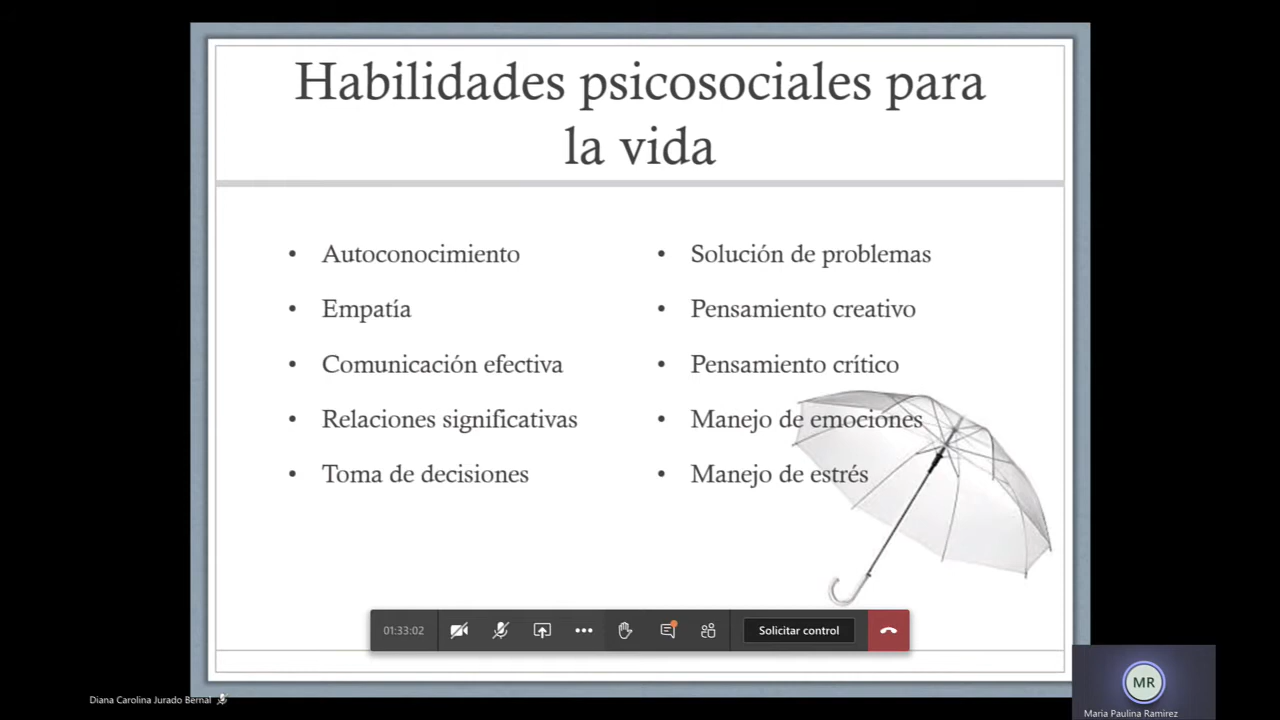 Habilidades psicosociales para
la vida
• Autoconocimiento
• Empatía
• Comunicación efectiva
• Relaciones significativas
• Toma de decisiones
• Solución de problemas
• Pensamiento creativo
• Pensamiento crítico
• Manejo de emociones
• Manejo de estrés
01:33:02
Solicitar control
Diana Carolina Jurado Bernal
MR
Maria Paulina Ramirez